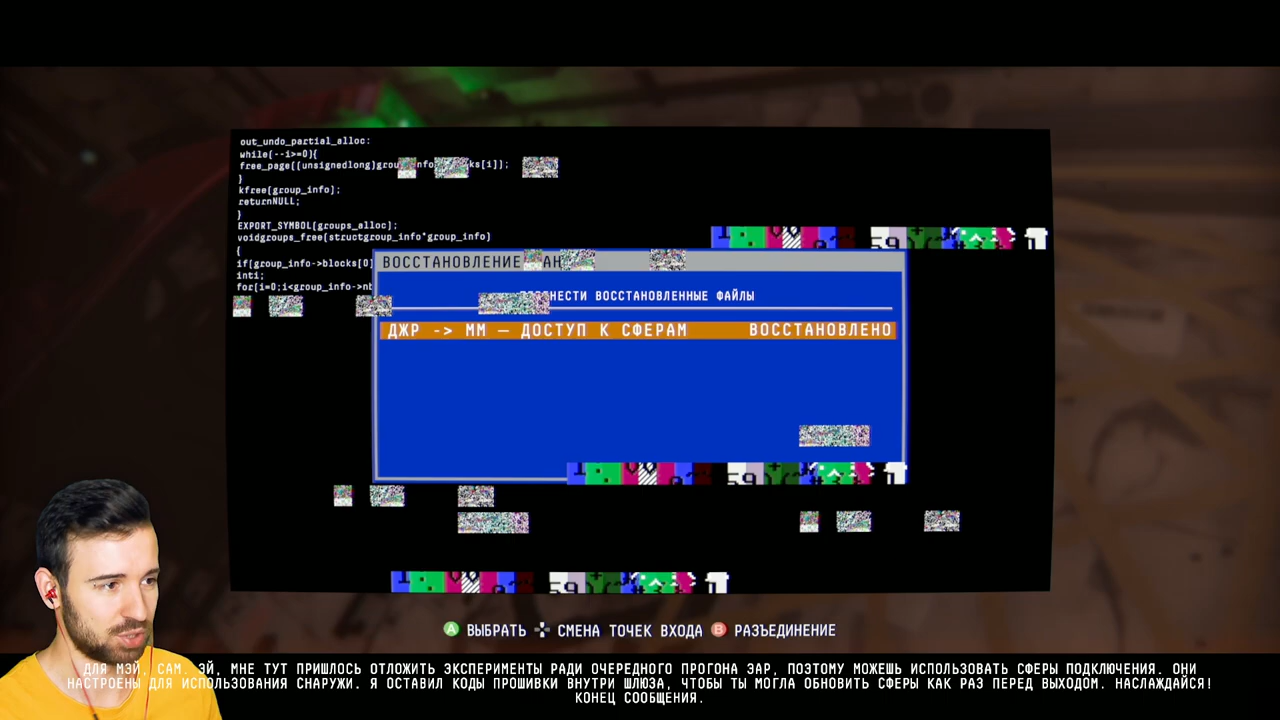 out_undo_partial_alloc:
while(--i>=0){
free_page((unsignedlong)grou nfo ks[i]);
}
kfree(group_info);
returnNULL;
}
EXPORT_SYMBOL(groups_alloc);
voidgroups_free(structgroup_info*group_info)
{
if(group_info->blocks[0]
inti;
for(i=0;i<group_info->nb
ВОССТАНОВЛЕНИЕ
ВОССТАНОВЛЕННЫЕ ФАЙЛЫ
ДЖР -> ММ — ДОСТУП К СФЕРАМ ВОССТАНОВЛЕНО
A ВЫБРАТЬ СМЕНА ТОЧЕК ВХОДА B РАЗЪЕДИНЕНИЕ
ДЛЯ МЭЙ, САМ. ЭЙ, МНЕ ТУТ ПРИШЛОСЬ ОТЛОЖИТЬ ЭКСПЕРИМЕНТЫ РАДИ ОЧЕРЕДНОГО ПРОГОНА ЭАР, ПОЭТОМУ МОЖЕШЬ ИСПОЛЬЗОВАТЬ СФЕРЫ ПОДКЛЮЧЕНИЯ. ОНИ
НАСТРОЕНЫ ДЛЯ ИСПОЛЬЗОВАНИЯ СНАРУЖИ. Я ОСТАВИЛ КОДЫ ПРОШИВКИ ВНУТРИ ШЛЮЗА, ЧТОБЫ ТЫ МОГЛА ОБНОВИТЬ СФЕРЫ КАК РАЗ ПЕРЕД ВЫХОДОМ. НАСЛАЖДАЙСЯ!
КОНЕЦ СООБЩЕНИЯ.